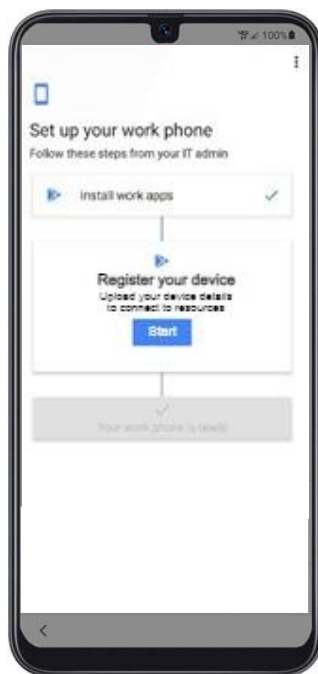 100%
Set up your work phone
Follow these steps from your IT admin
Install work apps
Register your device
Upload your device details
to connect to resources
Start
Your work phone is ready